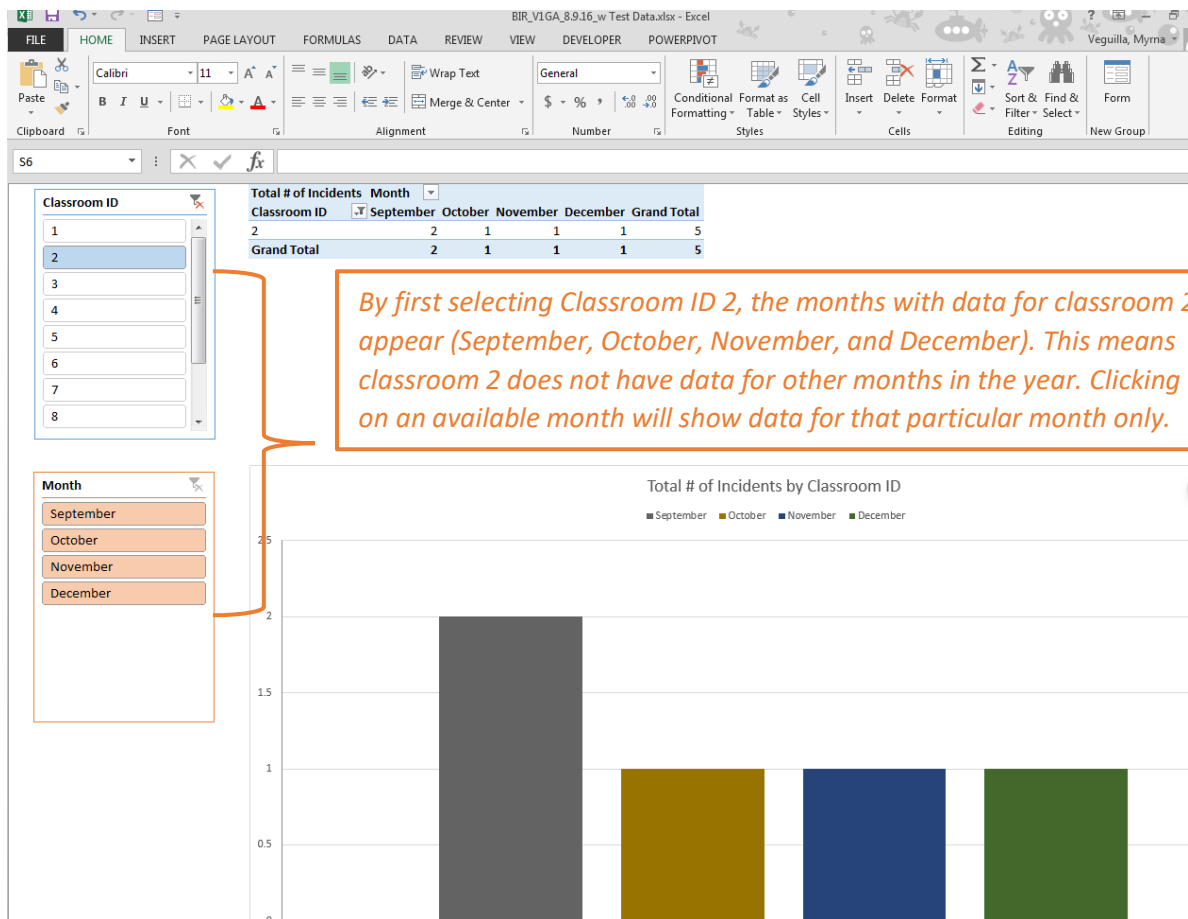 BIR_V1GA_8.9.16_w Test Data.xlsx - Excel
?
FILE HOME INSERT PAGE LAYOUT FORMULAS DATA REVIEW VIEW DEVELOPER POWERPIVOT Veguilla, Myrna
Paste
Calibri 11 A A
Wrap Text
General
B I U A
Merge & Center
$ % ,
Conditional Formatting
Format as Table
Cell Styles
Insert Delete Format
Sort & Filter
Find & Select
Form
Clipboard Font Alignment Number Styles Cells Editing New Group
S6 fx
Classroom ID
1
2
3
4
5
6
7
8
Total # of Incidents Month
Classroom ID September October November December Grand Total
2 2 1 1 1 5
Grand Total 2 1 1 1 5
By first selecting Classroom ID 2, the months with data for classroom 2
appear (September, October, November, and December). This means
classroom 2 does not have data for other months in the year. Clicking
on an available month will show data for that particular month only.
Month
September
October
November
December
Total # of Incidents by Classroom ID
September October November December
2.5
2
1.5
1
0.5
0